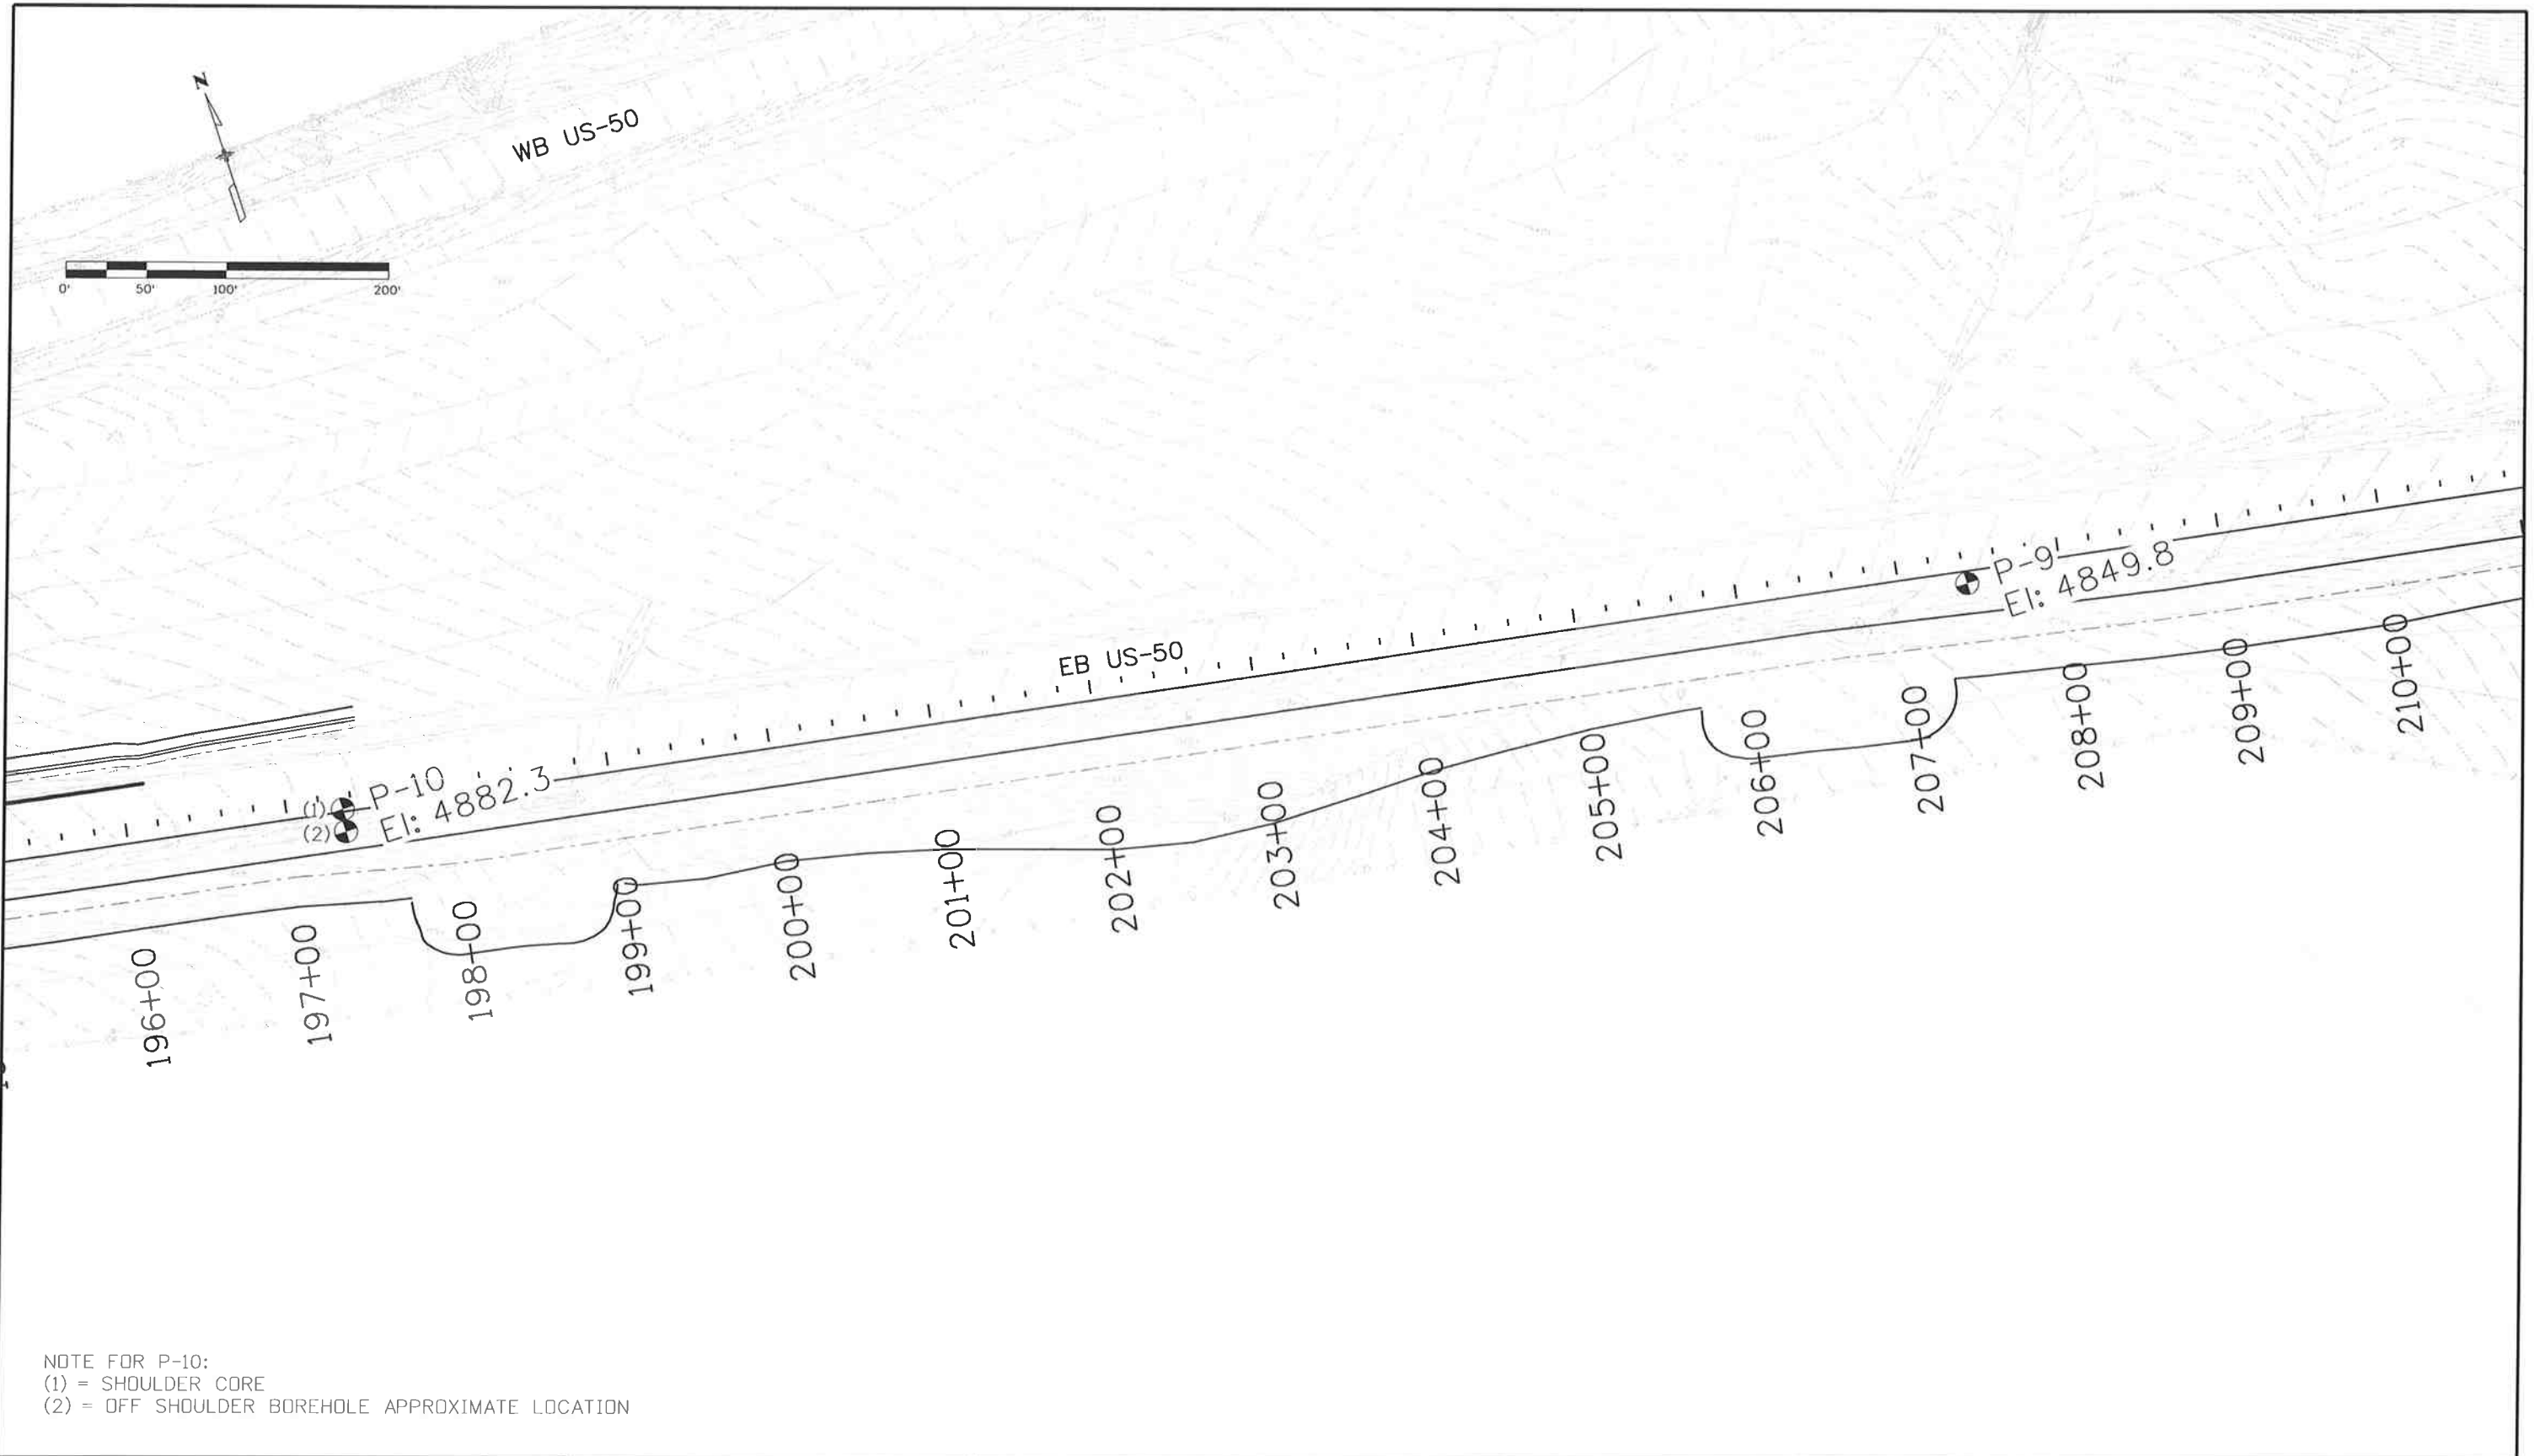 N
WB US-50
0' 50' 100' 200'
EB US-50
P-9
El: 4849.8
P-10
El: 4882.3
(1)
(2)
196+00
197+00
198+00
199+00
200+00
201+00
202+00
203+00
204+00
205+00
206+00
207+00
208+00
209+00
210+00
NOTE FOR P-10:
(1) = SHOULDER CORE
(2) = OFF SHOULDER BOREHOLE APPROXIMATE LOCATION